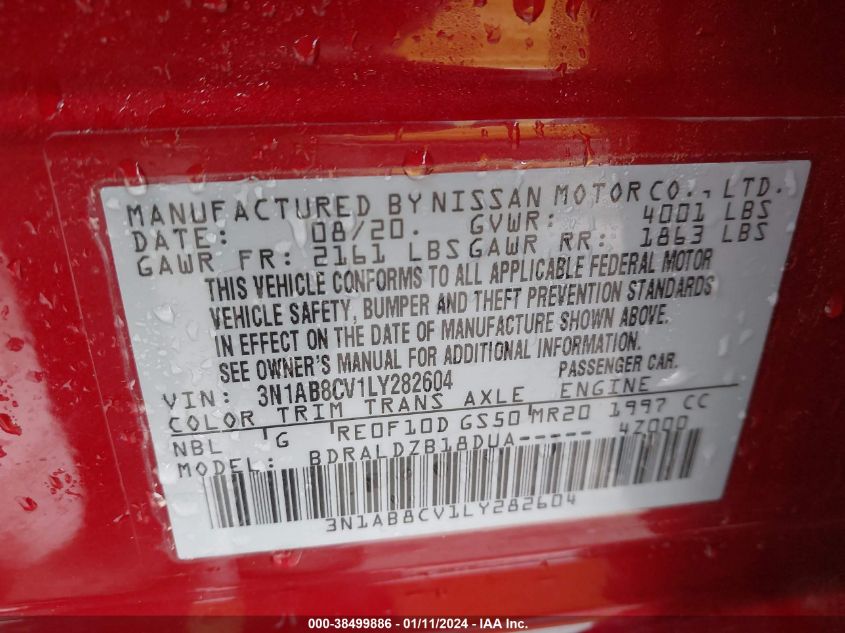 MANUFACTURED BY NISSAN MOTOR CO., LTD.
DATE: 08/20. GVWR: 4001 LBS
GAWR FR: 2161 LBS GAWR RR: 1863 LBS
THIS VEHICLE CONFORMS TO ALL APPLICABLE FEDERAL MOTOR
VEHICLE SAFETY, BUMPER AND THEFT PREVENTION STANDARDS
IN EFFECT ON THE DATE OF MANUFACTURE SHOWN ABOVE.
SEE OWNER'S MANUAL FOR ADDITIONAL INFORMATION.
VIN: 3N1AB8CV1LY282604 PASSENGER CAR.
COLOR TRIM TRANS AXLE ENGINE
NBL G RE0F10D GS50 MR20 1997 CC
MODEL: BDRALDZB18DUA----- 4Z000
3N1AB8CV1LY282604
000-38499886 - 01/11/2024 - IAA Inc.